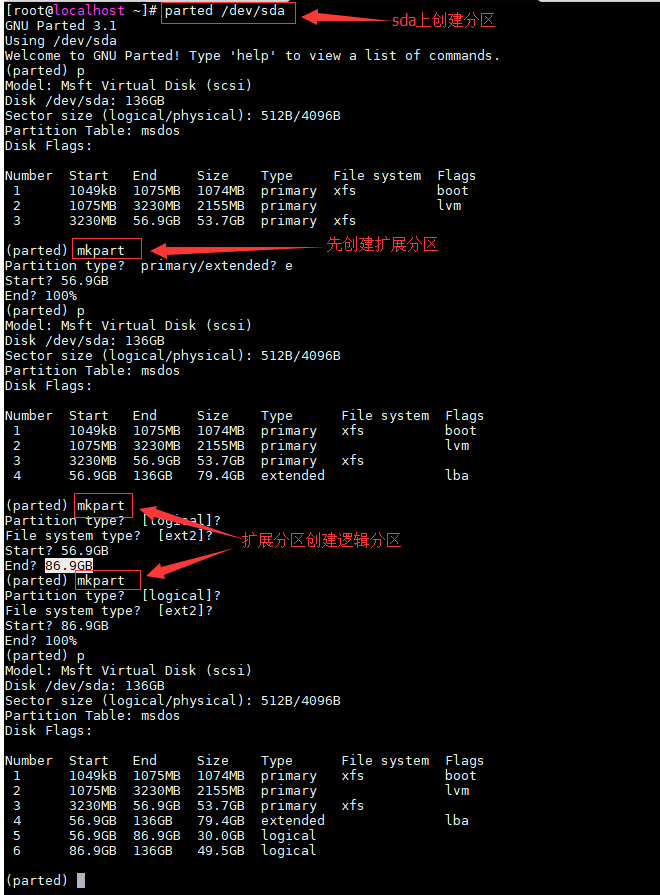 [root@localhost ~]# parted /dev/sda
sda上创建分区
GNU Parted 3.1
Using /dev/sda
Welcome to GNU Parted! Type 'help' to view a list of commands.
(parted) p
Model: Msft Virtual Disk (scsi)
Disk /dev/sda: 136GB
Sector size (logical/physical): 512B/4096B
Partition Table: msdos
Disk Flags:
Number  Start   End     Size    Type     File system  Flags
 1      1049kB  1075MB  1074MB  primary  xfs          boot
 2      1075MB  3230MB  2155MB  primary               lvm
 3      3230MB  56.9GB  53.7GB  primary  xfs
(parted) mkpart
先创建扩展分区
Partition type?  primary/extended? e
Start? 56.9GB
End? 100%
(parted) p
Model: Msft Virtual Disk (scsi)
Disk /dev/sda: 136GB
Sector size (logical/physical): 512B/4096B
Partition Table: msdos
Disk Flags:
Number  Start   End     Size    Type      File system  Flags
 1      1049kB  1075MB  1074MB  primary   xfs          boot
 2      1075MB  3230MB  2155MB  primary                lvm
 3      3230MB  56.9GB  53.7GB  primary   xfs
 4      56.9GB  136GB   79.4GB  extended               lba
(parted) mkpart
Partition type?  [logical]?
File system type?  [ext2]?
扩展分区创建逻辑分区
Start? 56.9GB
End? 86.9GB
(parted) mkpart
Partition type?  [logical]?
File system type?  [ext2]?
Start? 86.9GB
End? 100%
(parted) p
Model: Msft Virtual Disk (scsi)
Disk /dev/sda: 136GB
Sector size (logical/physical): 512B/4096B
Partition Table: msdos
Disk Flags:
Number  Start   End     Size    Type      File system  Flags
 1      1049kB  1075MB  1074MB  primary   xfs          boot
 2      1075MB  3230MB  2155MB  primary                lvm
 3      3230MB  56.9GB  53.7GB  primary   xfs
 4      56.9GB  136GB   79.4GB  extended               lba
 5      56.9GB  86.9GB  30.0GB  logical
 6      86.9GB  136GB   49.5GB  logical
(parted)